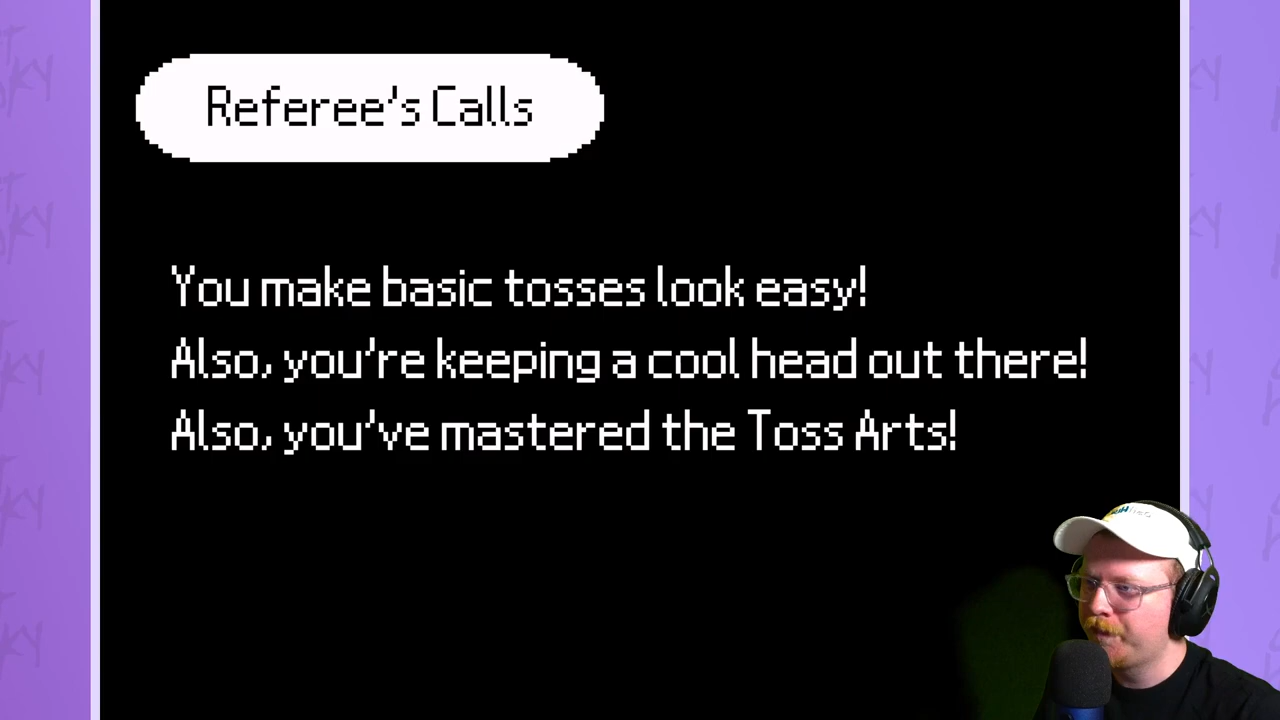 Referee's Calls
You make basic tosses look easy!
Also, you're keeping a cool head out there!
Also, you've mastered the Toss Arts!